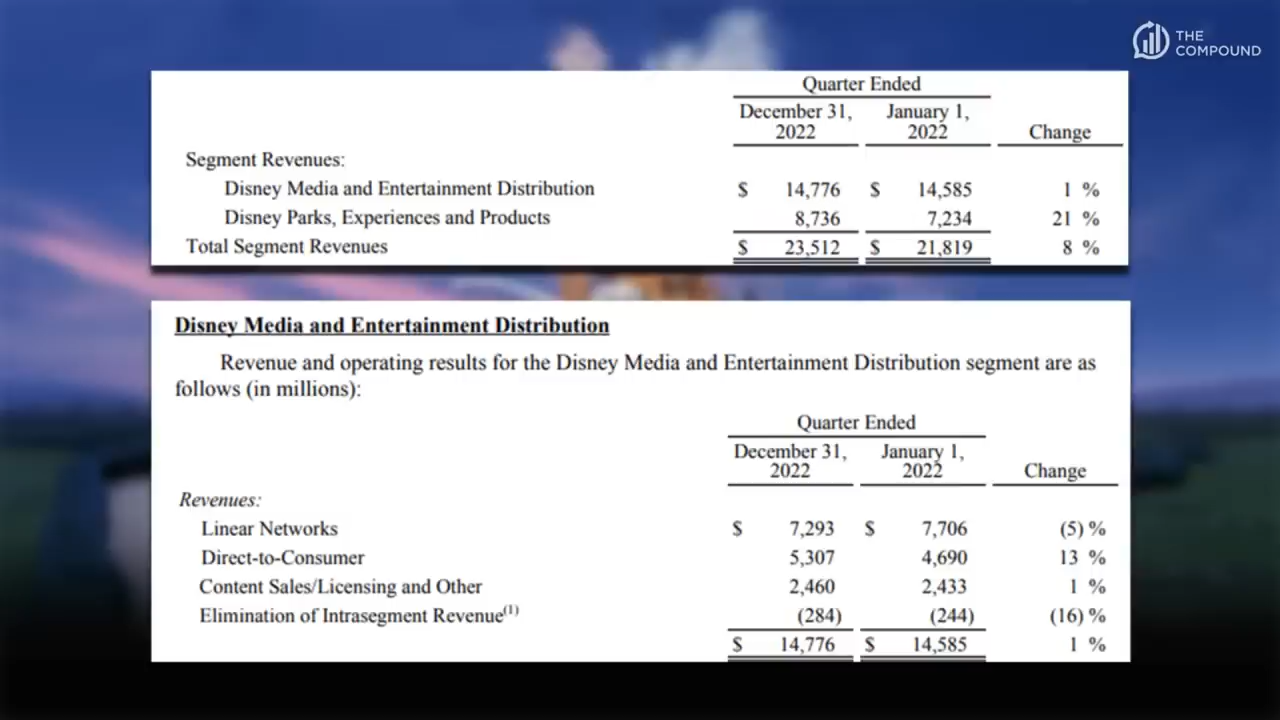 THE
COMPOUND
Quarter Ended
December 31, January 1,
2022 2022 Change
Segment Revenues:
Disney Media and Entertainment Distribution $ 14,776 $ 14,585 1 %
Disney Parks, Experiences and Products 8,736 7,234 21 %
Total Segment Revenues $ 23,512 $ 21,819 8 %
Disney Media and Entertainment Distribution
Revenue and operating results for the Disney Media and Entertainment Distribution segment are as
follows (in millions):
Quarter Ended
December 31, January 1,
2022 2022 Change
Revenues:
Linear Networks $ 7,293 $ 7,706 (5) %
Direct-to-Consumer 5,307 4,690 13 %
Content Sales/Licensing and Other 2,460 2,433 1 %
Elimination of Intrasegment Revenue(1) (284) (244) (16) %
$ 14,776 $ 14,585 1 %